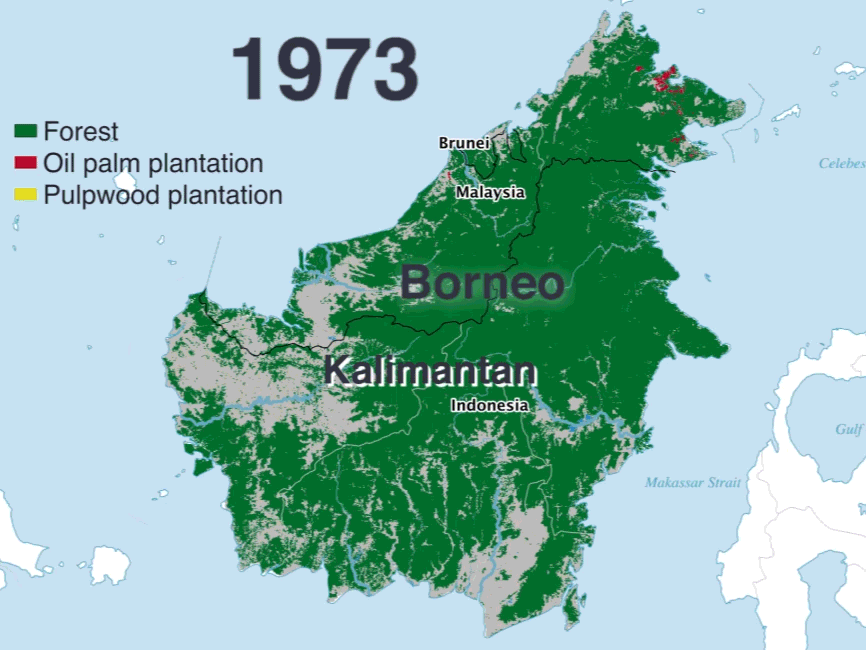 1973
Forest
Oil palm plantation
Pulpwood plantation
Brunei
Malaysia
Celebes
Borneo
Kalimantan
Indonesia
Gulf
Makassar Strait